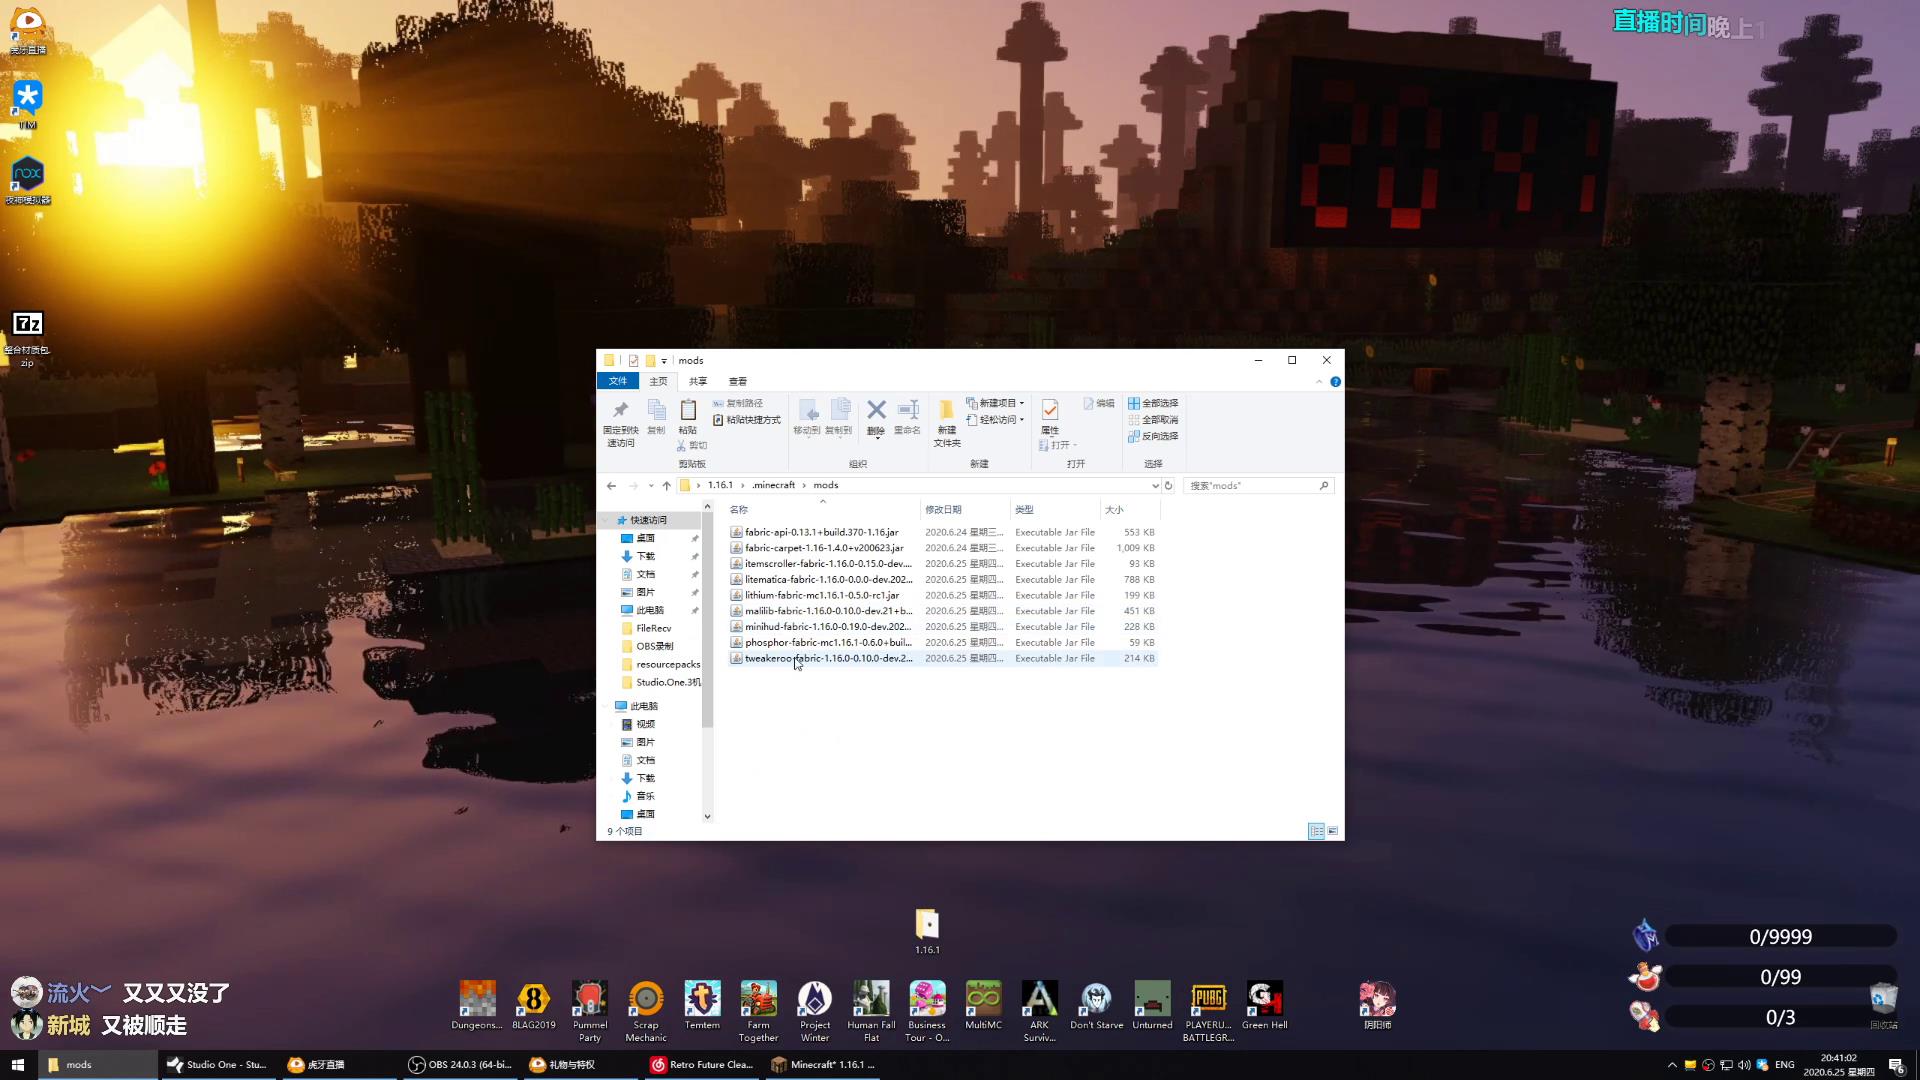 直播时间晚上1
虎牙直播
TIM
夜神模拟器
整合材质包.
zip
mods
文件
主页
共享
查看
固定到快
速访问
复制
粘贴
复制路径
粘贴快捷方式
剪切
剪贴板
移动到
复制到
删除
重命名
组织
新建
文件夹
新建项目
轻松访问
新建
属性
打开
编辑
打开
全部选择
全部取消
反向选择
选择
1.16.1
.minecraft
mods
搜索"mods"
快速访问
桌面
下载
文档
图片
此电脑
FileRecv
OBS录制
resourcepacks
Studio.One.3机
此电脑
视频
图片
文档
下载
音乐
桌面
名称 修改日期 类型 大小
fabric-api-0.13.1+build.370-1.16.jar 2020.6.24 星期三... Executable Jar File 553 KB
fabric-carpet-1.16-1.4.0+v200623.jar 2020.6.24 星期三... Executable Jar File 1,009 KB
itemscroller-fabric-1.16.0-0.15.0-dev.... 2020.6.25 星期四... Executable Jar File 93 KB
litematica-fabric-1.16.0-0.0.0-dev.202... 2020.6.25 星期四... Executable Jar File 788 KB
lithium-fabric-mc1.16.1-0.5.0-rc1.jar 2020.6.25 星期四... Executable Jar File 199 KB
malilib-fabric-1.16.0-0.10.0-dev.21+b... 2020.6.25 星期四... Executable Jar File 451 KB
minihud-fabric-1.16.0-0.19.0-dev.202... 2020.6.25 星期四... Executable Jar File 228 KB
phosphor-fabric-mc1.16.1-0.6.0+buil... 2020.6.25 星期四... Executable Jar File 59 KB
tweakeroo-fabric-1.16.0-0.10.0-dev.2... 2020.6.25 星期四... Executable Jar File 214 KB
9 个项目
1.16.1
0/9999
0/99
0/3
回收站
流火 又又又没了
新城 又被顺走
Dungeons...
8LAG2019
Pummel
Party
Scrap
Mechanic
Temtem
Farm
Together
Project
Winter
Human Fall
Flat
Business
Tour - O...
MultiMC
ARK
Surviv...
Don't Starve
Unturned
PLAYERU...
BATTLEGR...
Green Hell
阴阳师
mods
Studio One - Stu...
虎牙直播
OBS 24.0.3 (64-bi...
礼物与特权
Retro Future Clea...
Minecraft* 1.16.1 ...
ENG
20:41:02
2020.6.25 星期四
6